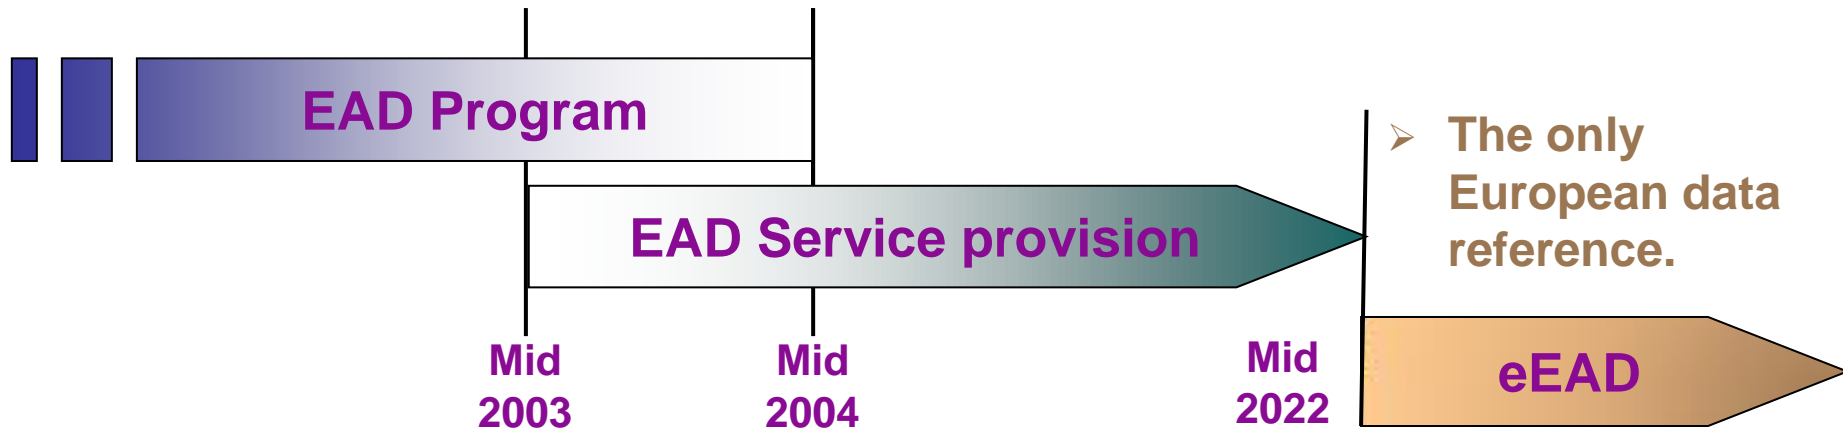 EAD Program
➢ The only
European data
reference.
EAD Service provision
Mid
2003
Mid
2004
Mid
2022
eEAD